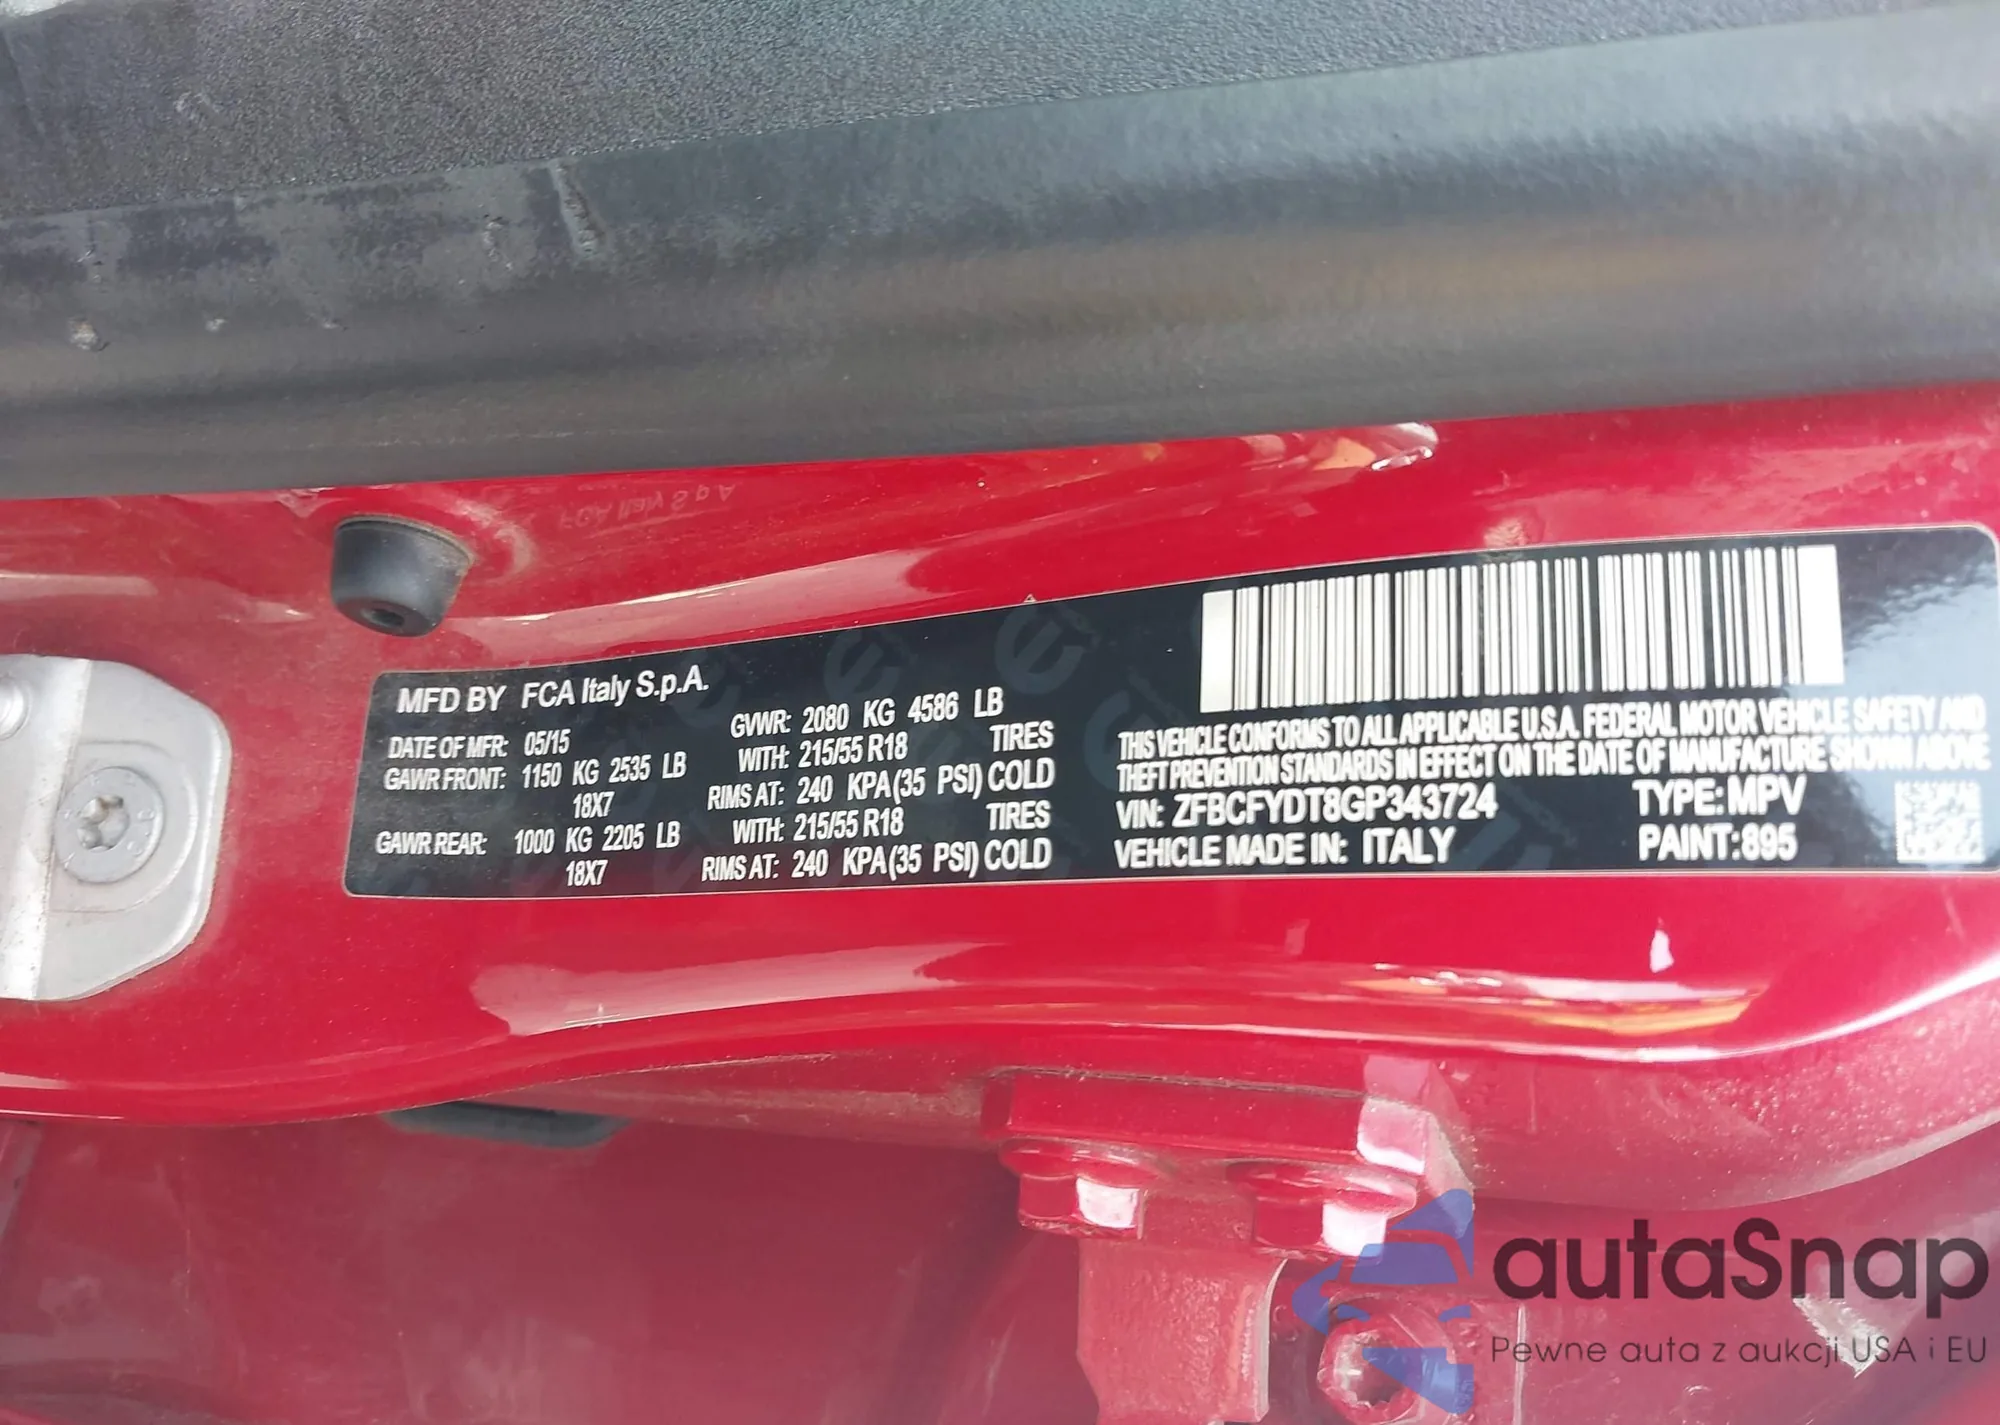 MFD BY FCA Italy S.p.A.
DATE OF MFR: 05/15 GVWR: 2080 KG 4586 LB
GAWR FRONT: 1150 KG 2535 LB WITH: 215/55 R18 TIRES
18X7 RIMS AT: 240 KPA(35 PSI) COLD
GAWR REAR: 1000 KG 2205 LB WITH: 215/55 R18 TIRES
18X7 RIMS AT: 240 KPA(35 PSI) COLD
THIS VEHICLE CONFORMS TO ALL APPLICABLE U.S.A. FEDERAL MOTOR VEHICLE SAFETY AND
THEFT PREVENTION STANDARDS IN EFFECT ON THE DATE OF MANUFACTURE SHOWN ABOVE
VIN: ZFBCFYDT8GP343724 TYPE: MPV
VEHICLE MADE IN: ITALY PAINT:895
autaSnap
Pewne auta z aukcji USA i EU